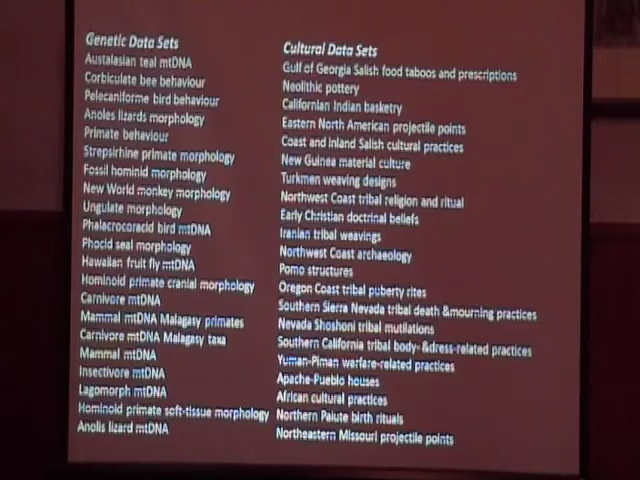 Genetic Data Sets
Austalasian teal mtDNA
Corbiculate bee behaviour
Pelecaniforme bird behaviour
Anoles lizards morphology
Primate behaviour
Strepsirhine primate morphology
Fossil hominid morphology
New World monkey morphology
Ungulate morphology
Phalacrocoracid bird mtDNA
Phocid seal morphology
Hawaiian fruit fly mtDNA
Hominoid primate cranial morphology
Carnivore mtDNA
Mammal mtDNA Malagasy primates
Carnivore mtDNA Malagasy taxa
Mammal mtDNA
Insectivore mtDNA
Lagomorph mtDNA
Hominoid primate soft-tissue morphology
Anolis lizard mtDNA
Cultural Data Sets
Gulf of Georgia Salish food taboos and prescriptions
Neolithic pottery
Californian Indian basketry
Eastern North American projectile points
Coast and inland Salish cultural practices
New Guinea material culture
Turkmen weaving designs
Northwest Coast tribal religion and ritual
Early Christian doctrinal beliefs
Iranian tribal weavings
Northwest Coast archaeology
Pomo structures
Oregon Coast tribal puberty rites
Southern Sierra Nevada tribal death &mourning practices
Nevada Shoshoni tribal mutilations
Southern California tribal body- &dress-related practices
Yuman-Piman warfare-related practices
Apache-Pueblo houses
African cultural practices
Northern Paiute birth rituals
Northeastern Missouri projectile points